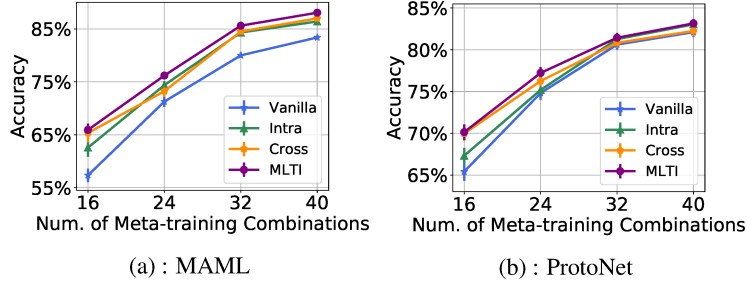 85%
75%
65%
55%
Accuracy
Vanilla
Intra
Cross
MLTI
16 24 32 40
Num. of Meta-training Combinations
(a) : MAML
85%
80%
75%
70%
65%
Accuracy
Vanilla
Intra
Cross
MLTI
16 24 32 40
Num. of Meta-training Combinations
(b) : ProtoNet